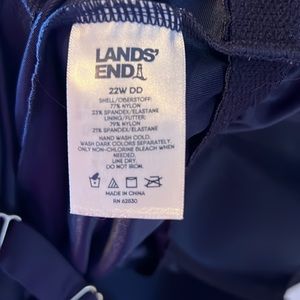 LANDS'
END
22W DD
SHELL/OBERSTOFF:
77% NYLON
23% SPANDEX/ELASTANE
LINING/FUTTER:
79% NYLON
21% SPANDEX/ELASTANE
HAND WASH COLD.
WASH DARK COLORS SEPARATELY.
ONLY NON-CHLORINE BLEACH WHEN
NEEDED.
LINE DRY.
DO NOT IRON.
MADE IN CHINA
RN 62830